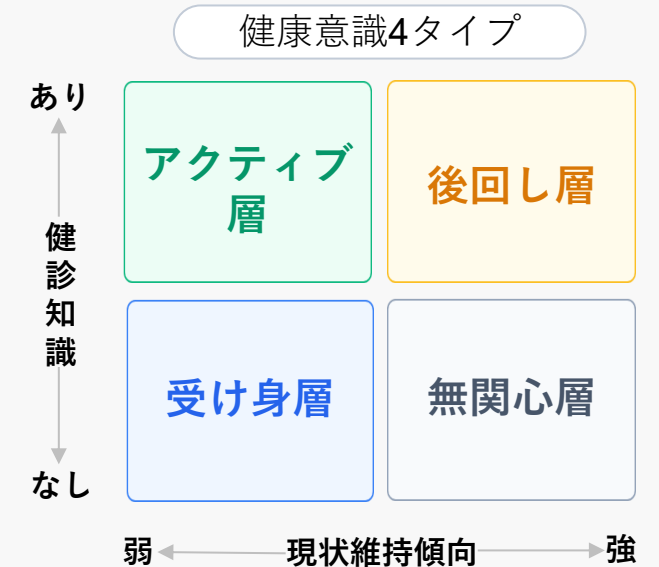 健康意識4タイプ
あり
アクティブ
層
後回し層
健
診
知
識
受け身層
無関心層
なし
弱
現状維持傾向
強